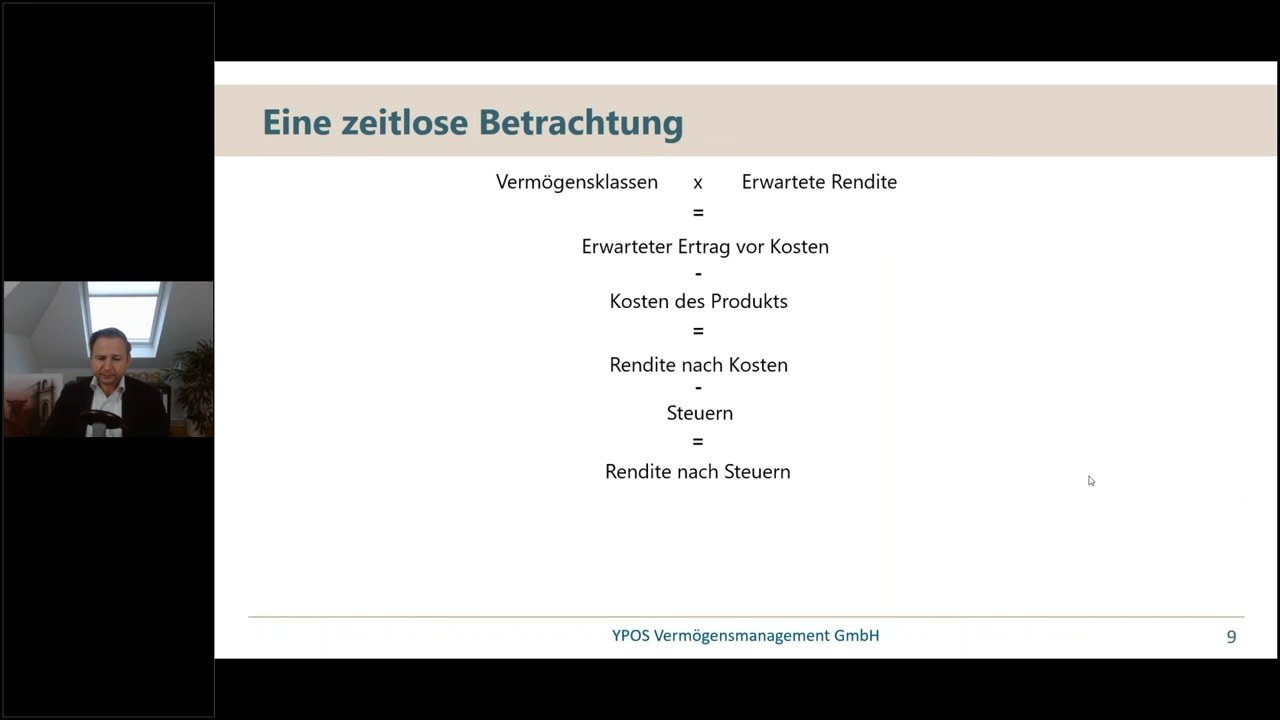 Eine zeitlose Betrachtung
Vermögensklassen x Erwartete Rendite
=
Erwarteter Ertrag vor Kosten
-
Kosten des Produkts
=
Rendite nach Kosten
-
Steuern
=
Rendite nach Steuern
YPOS Vermögensmanagement GmbH 9